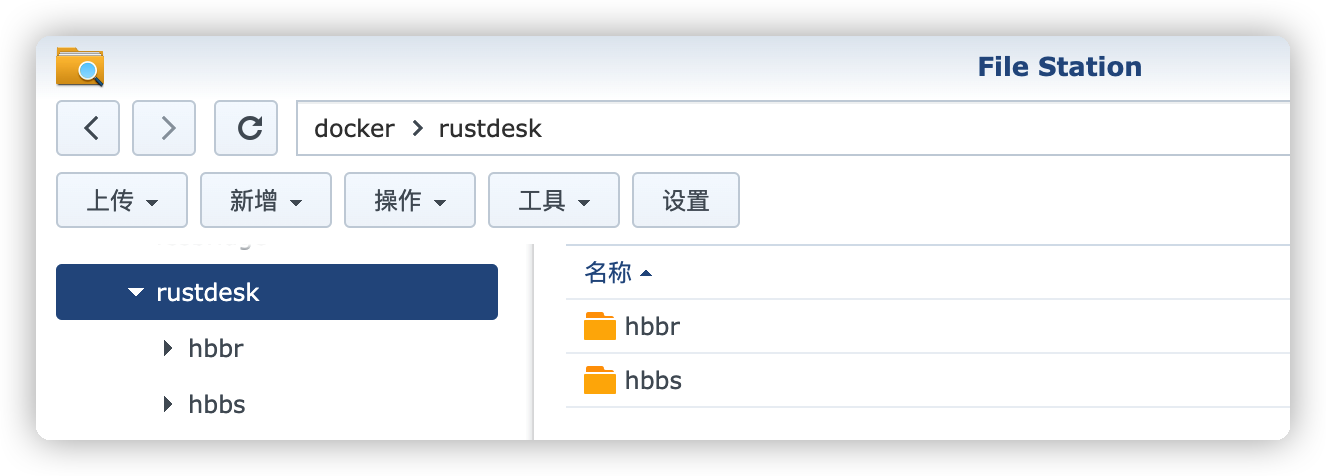 File Station
docker > rustdesk
上传 新增 操作 工具 设置
rustdesk
hbbr
hbbs
名称
hbbr
hbbs